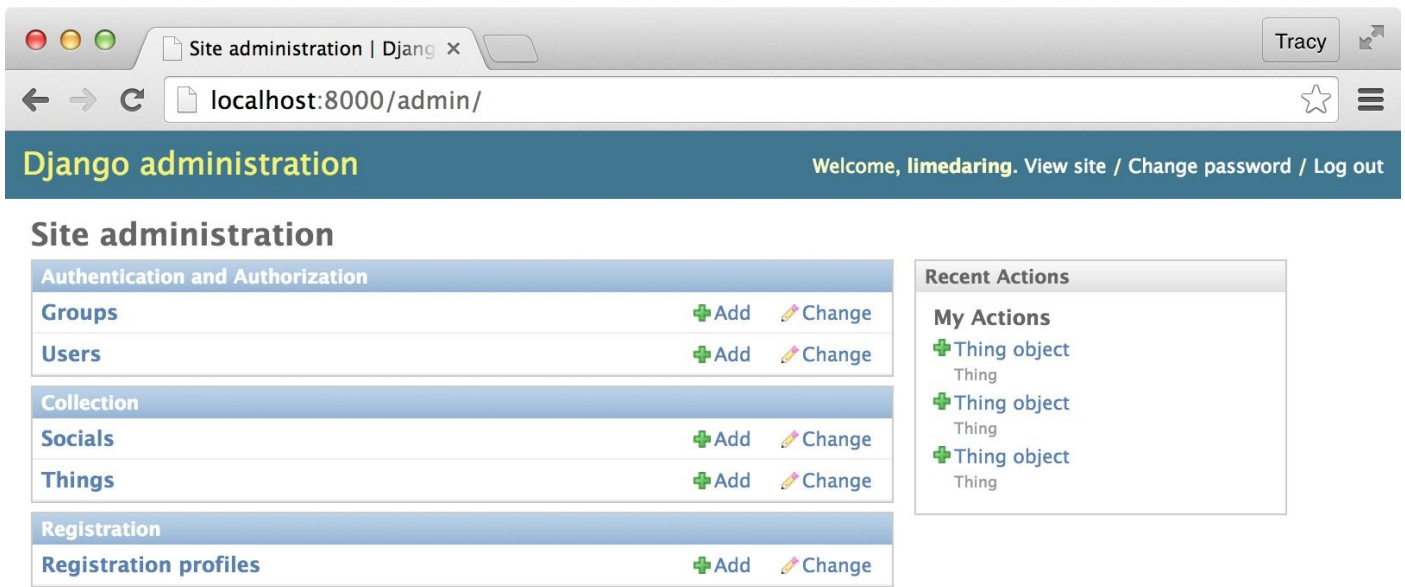 Site administration | Djang
Tracy
localhost:8000/admin/
Django administration
Welcome, limedaring. View site / Change password / Log out
Site administration
Authentication and Authorization
Groups Add Change
Users Add Change
Collection
Socials Add Change
Things Add Change
Registration
Registration profiles Add Change
Recent Actions
My Actions
Thing object
Thing
Thing object
Thing
Thing object
Thing